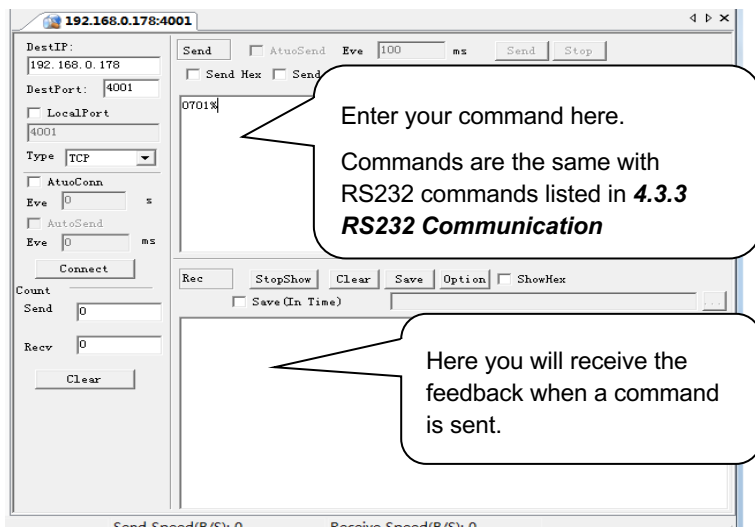 192.168.0.178:4001
DestIP:
192.168.0.178
DestPort: 4001
LocalPort
4001
Type TCP
AtuoConn
Eve 0 s
AutoSend
Eve 0 ms
Connect
Count
Send 0
Recv 0
Clear
Send AtuoSend Eve 100 ms Send Stop
Send Hex Send
0701%
Enter your command here.
Commands are the same with
RS232 commands listed in 4.3.3
RS232 Communication
Rec StopShow Clear Save Option ShowHex
Save(In Time) ...
Here you will receive the
feedback when a command
is sent.
Send Speed(B/S): 0 Receive Speed(B/S): 0